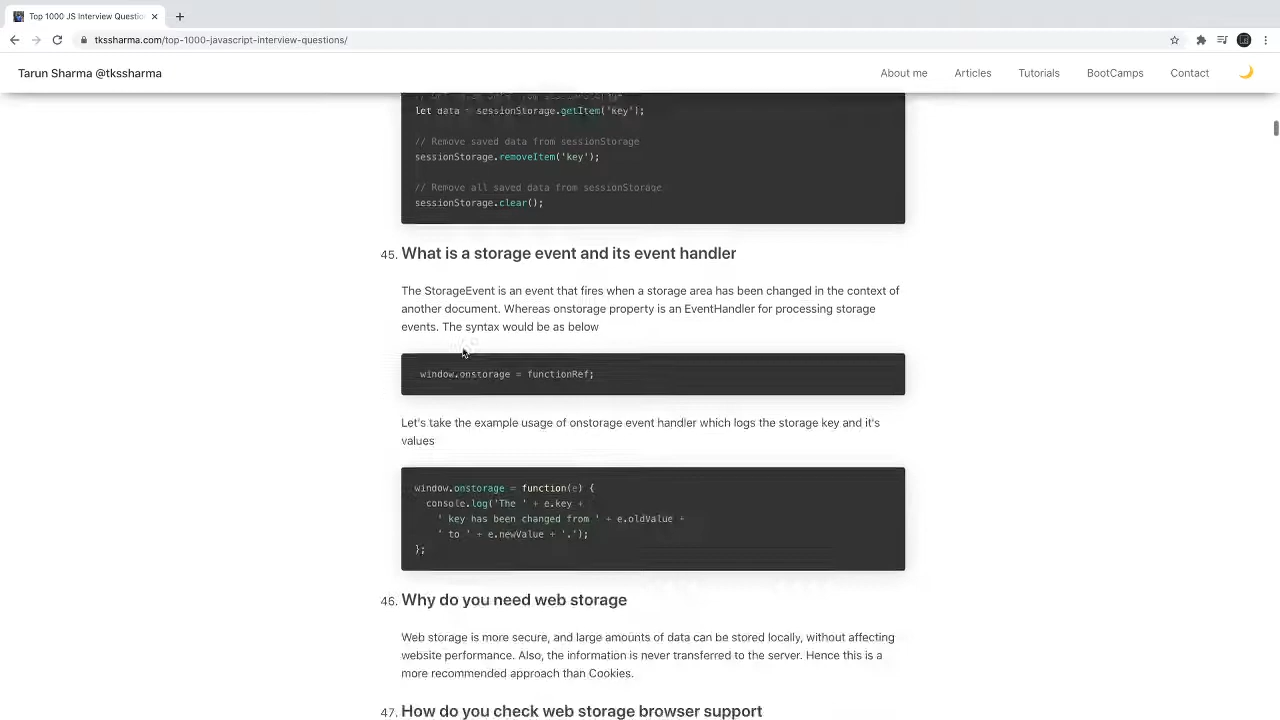 Top 1000 JS Interview Questio
tkssharma.com/top-1000-javascript-interview-questions/
Tarun Sharma @tkssharma
About me
Articles
Tutorials
BootCamps
Contact
let data = sessionStorage.getItem('key');
// Remove saved data from sessionStorage
sessionStorage.removeItem('key');
// Remove all saved data from sessionStorage
sessionStorage.clear();
45. What is a storage event and its event handler
The StorageEvent is an event that fires when a storage area has been changed in the context of
another document. Whereas onstorage property is an EventHandler for processing storage
events. The syntax would be as below
window.onstorage = functionRef;
Let's take the example usage of onstorage event handler which logs the storage key and it's
values
window.onstorage = function(e) {
console.log('The ' + e.key +
' key has been changed from ' + e.oldValue +
' to ' + e.newValue + '.');
};
46. Why do you need web storage
Web storage is more secure, and large amounts of data can be stored locally, without affecting
website performance. Also, the information is never transferred to the server. Hence this is a
more recommended approach than Cookies.
47. How do you check web storage browser support